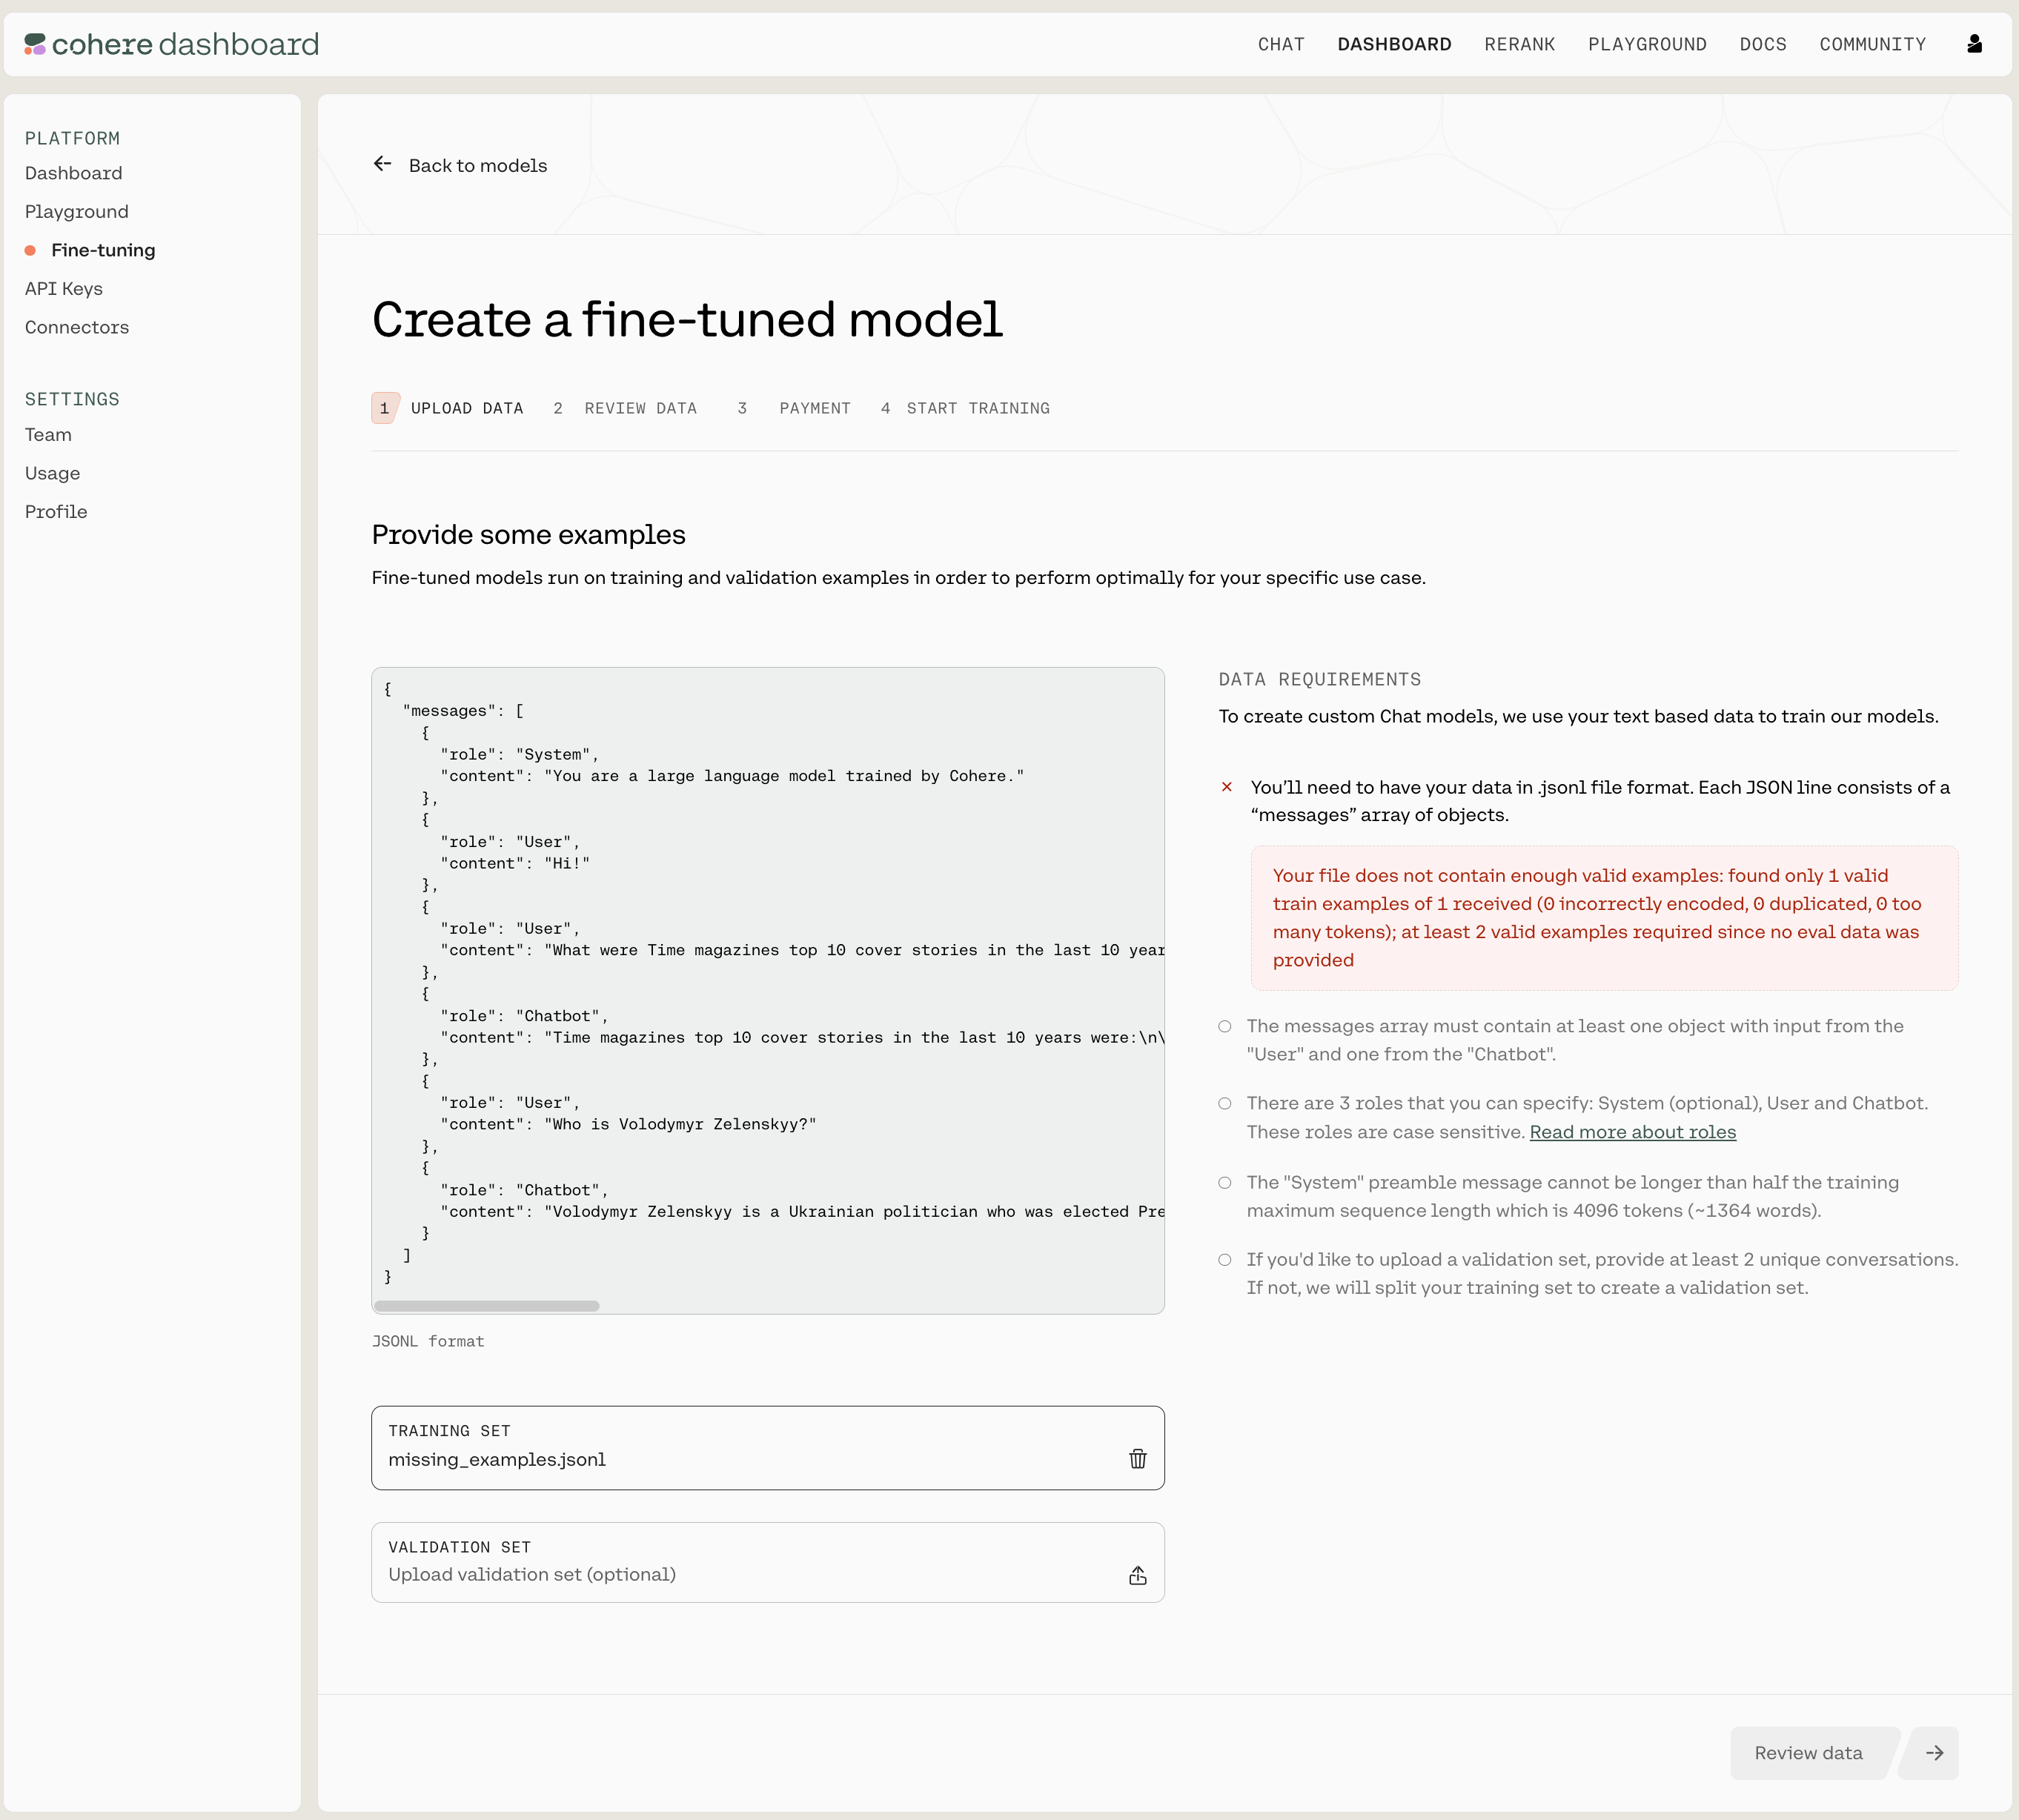 cohere dashboard
CHAT DASHBOARD RERANK PLAYGROUND DOCS COMMUNITY
PLATFORM
Dashboard
Playground
Fine-tuning
API Keys
Connectors
SETTINGS
Team
Usage
Profile
Back to models
Create a fine-tuned model
1 UPLOAD DATA 2 REVIEW DATA 3 PAYMENT 4 START TRAINING
Provide some examples
Fine-tuned models run on training and validation examples in order to perform optimally for your specific use case.
{
"messages": [
{
"role": "System",
"content": "You are a large language model trained by Cohere."
},
{
"role": "User",
"content": "Hi!"
},
{
"role": "User",
"content": "What were Time magazines top 10 cover stories in the last 10 year
},
{
"role": "Chatbot",
"content": "Time magazines top 10 cover stories in the last 10 years were:\n\
},
{
"role": "User",
"content": "Who is Volodymyr Zelenskyy?"
},
{
"role": "Chatbot",
"content": "Volodymyr Zelenskyy is a Ukrainian politician who was elected Pre
}
]
}
JSONL format
TRAINING SET
missing_examples.jsonl
VALIDATION SET
Upload validation set (optional)
DATA REQUIREMENTS
To create custom Chat models, we use your text based data to train our models.
You’ll need to have your data in .jsonl file format. Each JSON line consists of a
“messages” array of objects.
Your file does not contain enough valid examples: found only 1 valid
train examples of 1 received (0 incorrectly encoded, 0 duplicated, 0 too
many tokens); at least 2 valid examples required since no eval data was
provided
The messages array must contain at least one object with input from the
"User" and one from the "Chatbot".
There are 3 roles that you can specify: System (optional), User and Chatbot.
These roles are case sensitive. Read more about roles
The "System" preamble message cannot be longer than half the training
maximum sequence length which is 4096 tokens (~1364 words).
If you'd like to upload a validation set, provide at least 2 unique conversations.
If not, we will split your training set to create a validation set.
Review data